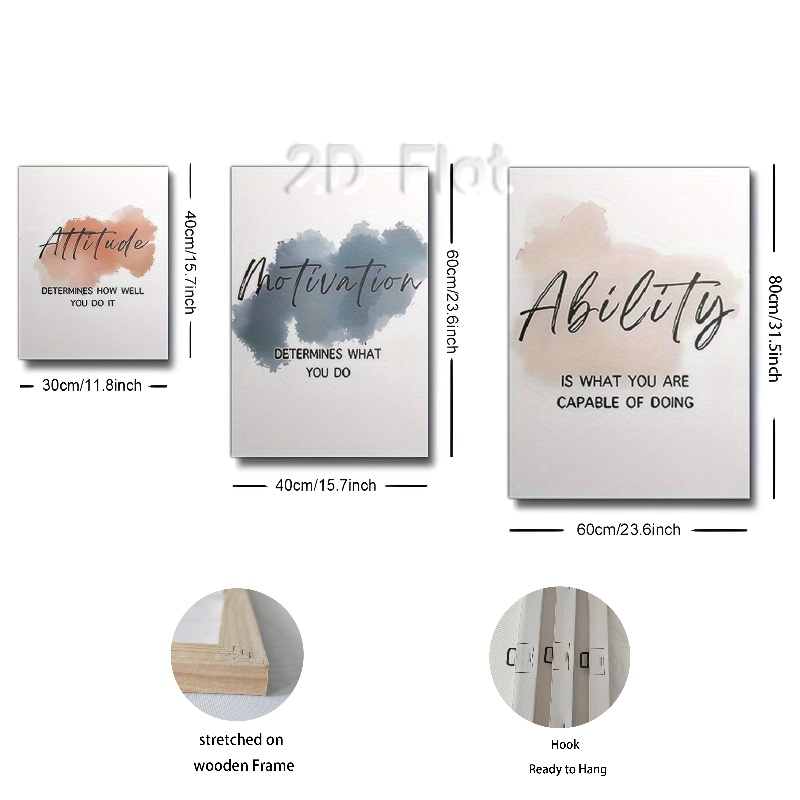 2D Flat
Attitude
DETERMINES HOW WELL
YOU DO IT
40cm/15.7inch
30cm/11.8inch
Motivation
DETERMINES WHAT
YOU DO
60cm/23.6inch
40cm/15.7inch
Ability
IS WHAT YOU ARE
CAPABLE OF DOING
80cm/31.5inch
60cm/23.6inch
stretched on
wooden Frame
Hook
Ready to Hang